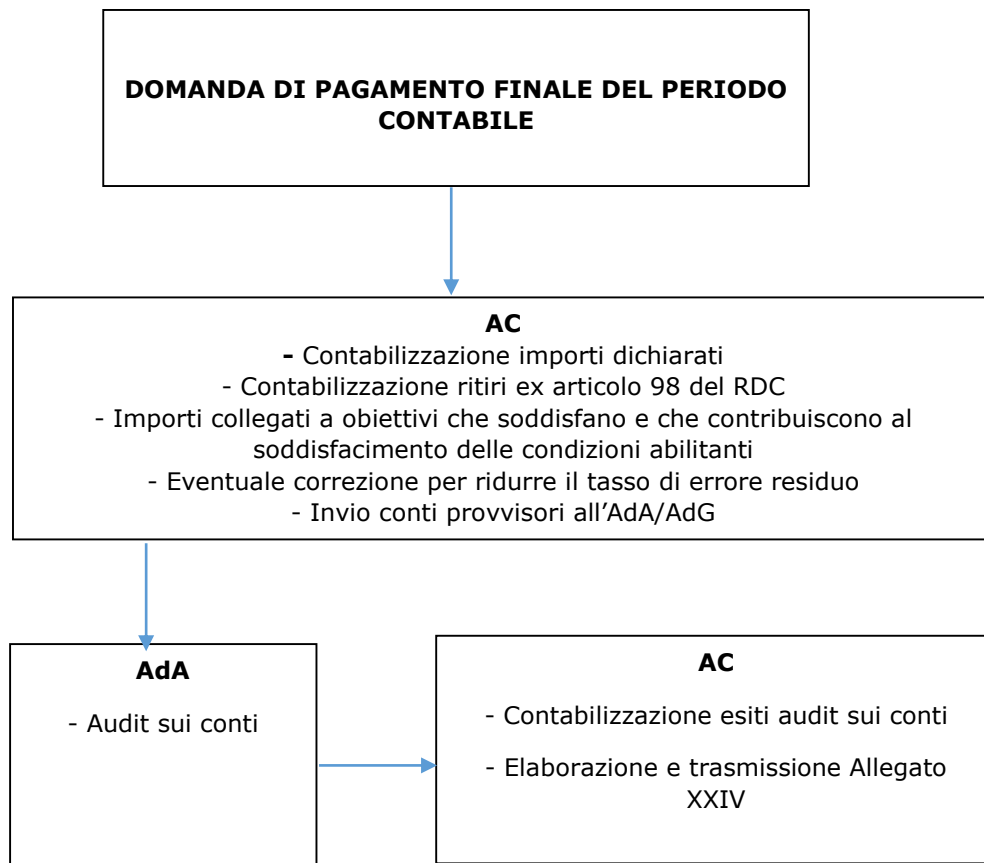 DOMANDA DI PAGAMENTO FINALE DEL PERIODO
CONTABILE
AC
- Contabilizzazione importi dichiarati
- Contabilizzazione ritiri ex articolo 98 del RDC
- Importi collegati a obiettivi che soddisfano e che contribuiscono al
soddisfacimento delle condizioni abilitanti
- Eventuale correzione per ridurre il tasso di errore residuo
- Invio conti provvisori all'AdA/AdG
AdA
- Audit sui conti
AC
- Contabilizzazione esiti audit sui conti
- Elaborazione e trasmissione Allegato
XXIV